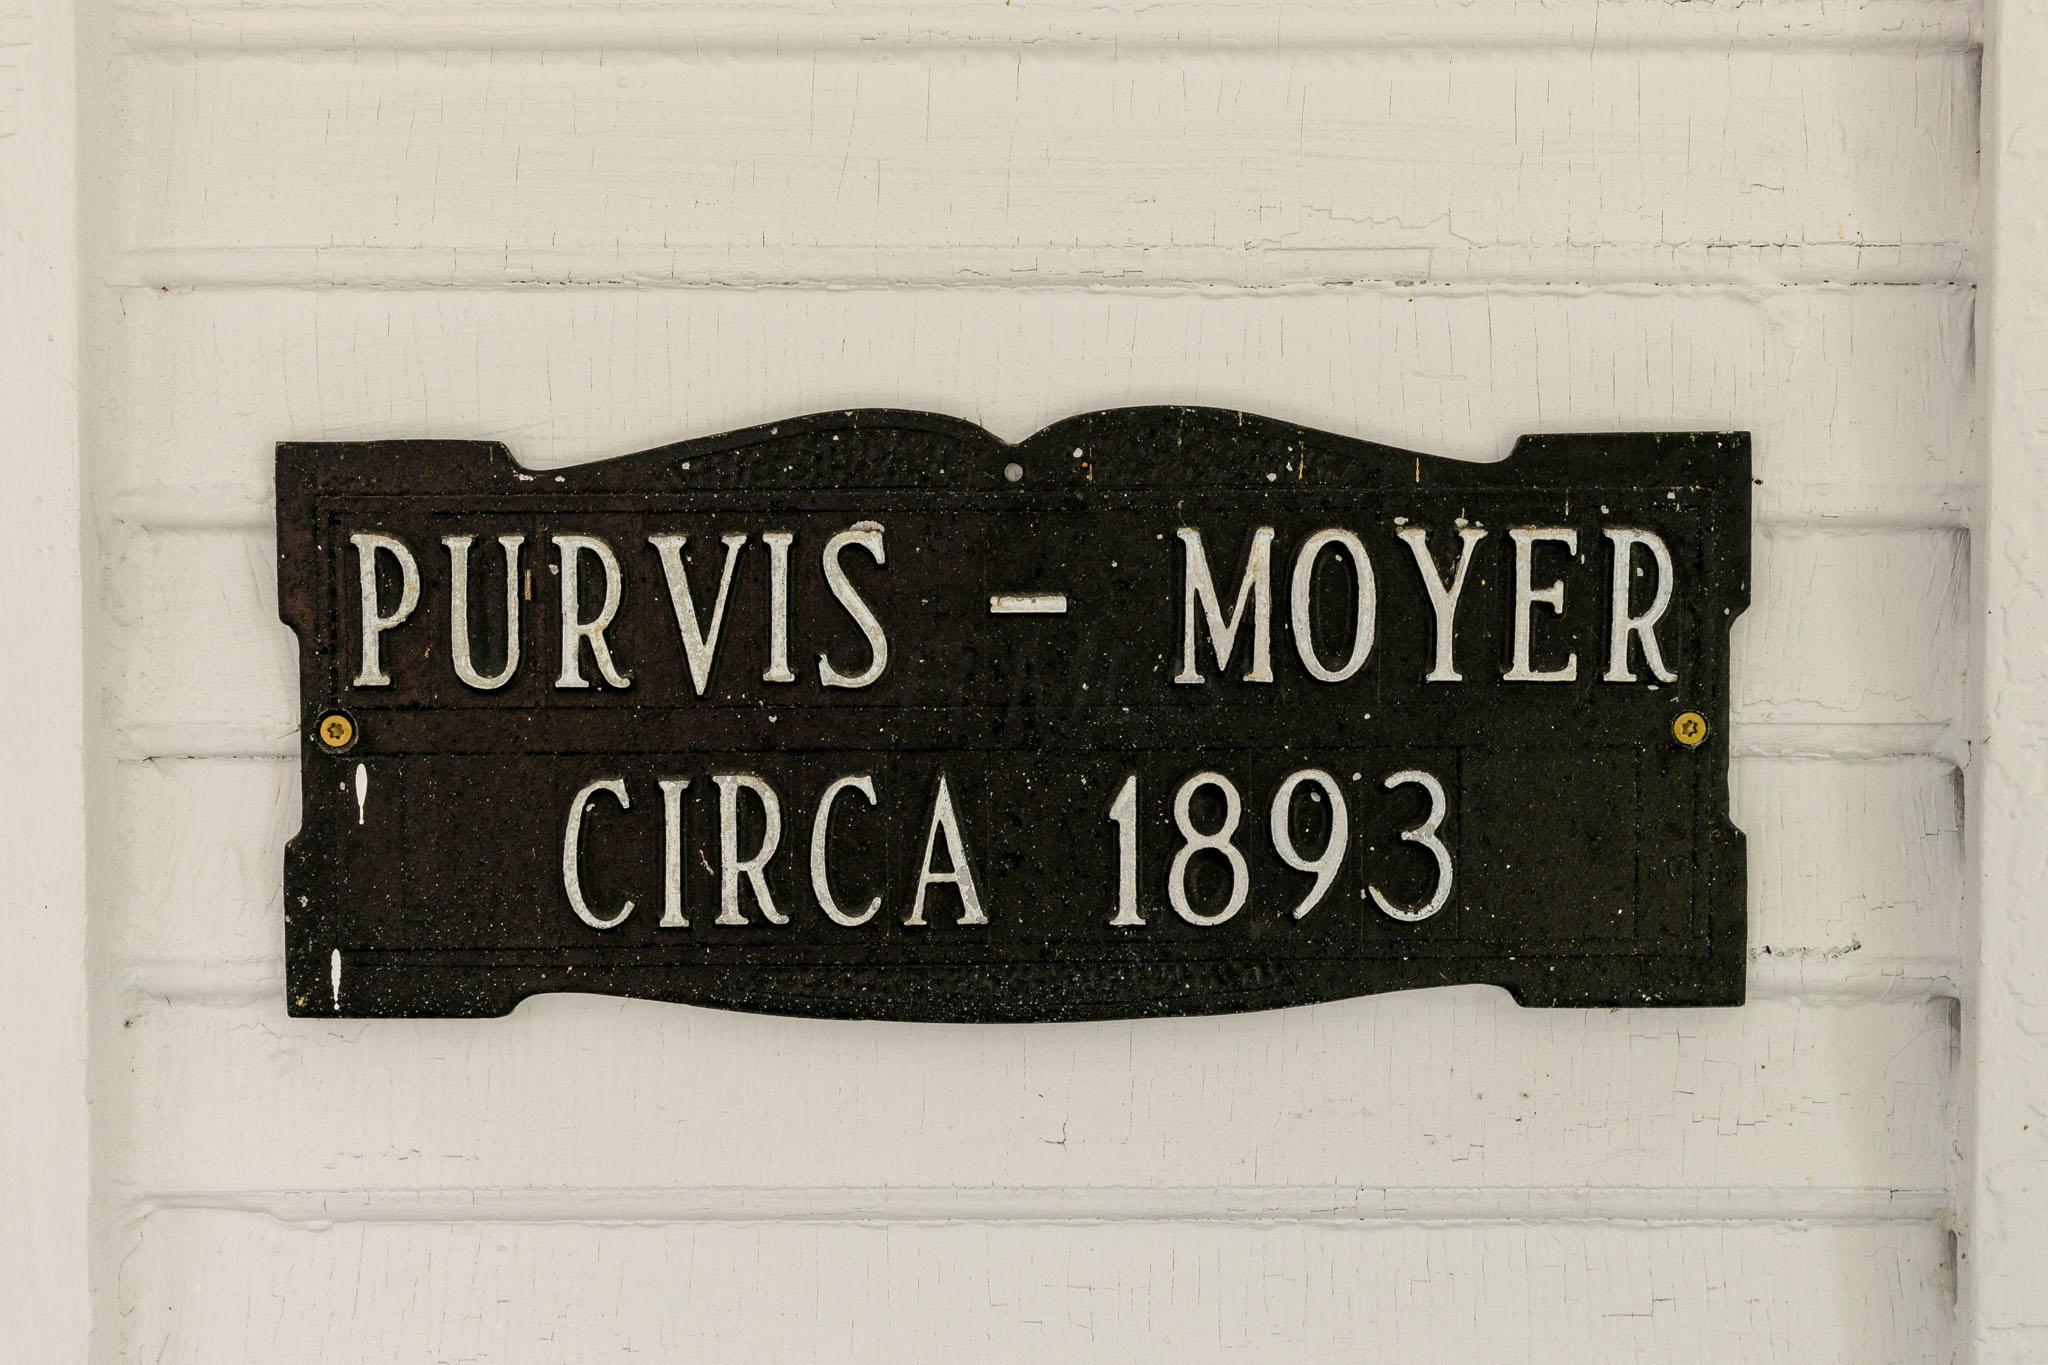 PURVIS - MOYER
CIRCA 1893